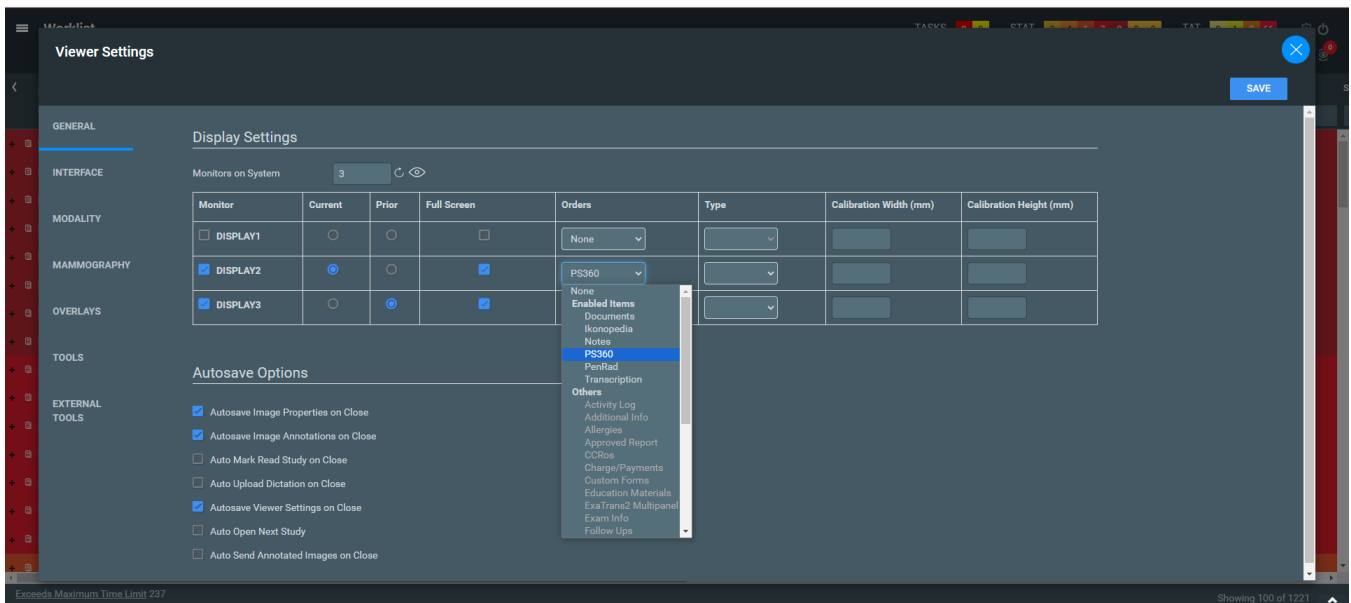 Worklist
TASKS STAT TAT
Viewer Settings
0
SAVE
GENERAL
INTERFACE
MODALITY
MAMMOGRAPHY
OVERLAYS
TOOLS
EXTERNAL
TOOLS
Display Settings
Monitors on System 3
Monitor Current Prior Full Screen Orders Type Calibration Width (mm) Calibration Height (mm)
DISPLAY1 None
DISPLAY2 PS360
DISPLAY3
None
Enabled Items
Documents
Ikonopedia
Notes
PS360
PenRad
Transcription
Others
Activity Log
Additional Info
Allergies
Approved Report
CCRos
Charge/Payments
Custom Forms
Education Materials
ExaTrans2 Multipanel
Exam Info
Follow Ups
Autosave Options
Autosave Image Properties on Close
Autosave Image Annotations on Close
Auto Mark Read Study on Close
Auto Upload Dictation on Close
Autosave Viewer Settings on Close
Auto Open Next Study
Auto Send Annotated Images on Close
Exceeds Maximum Time Limit 237
Showing 100 of 1221